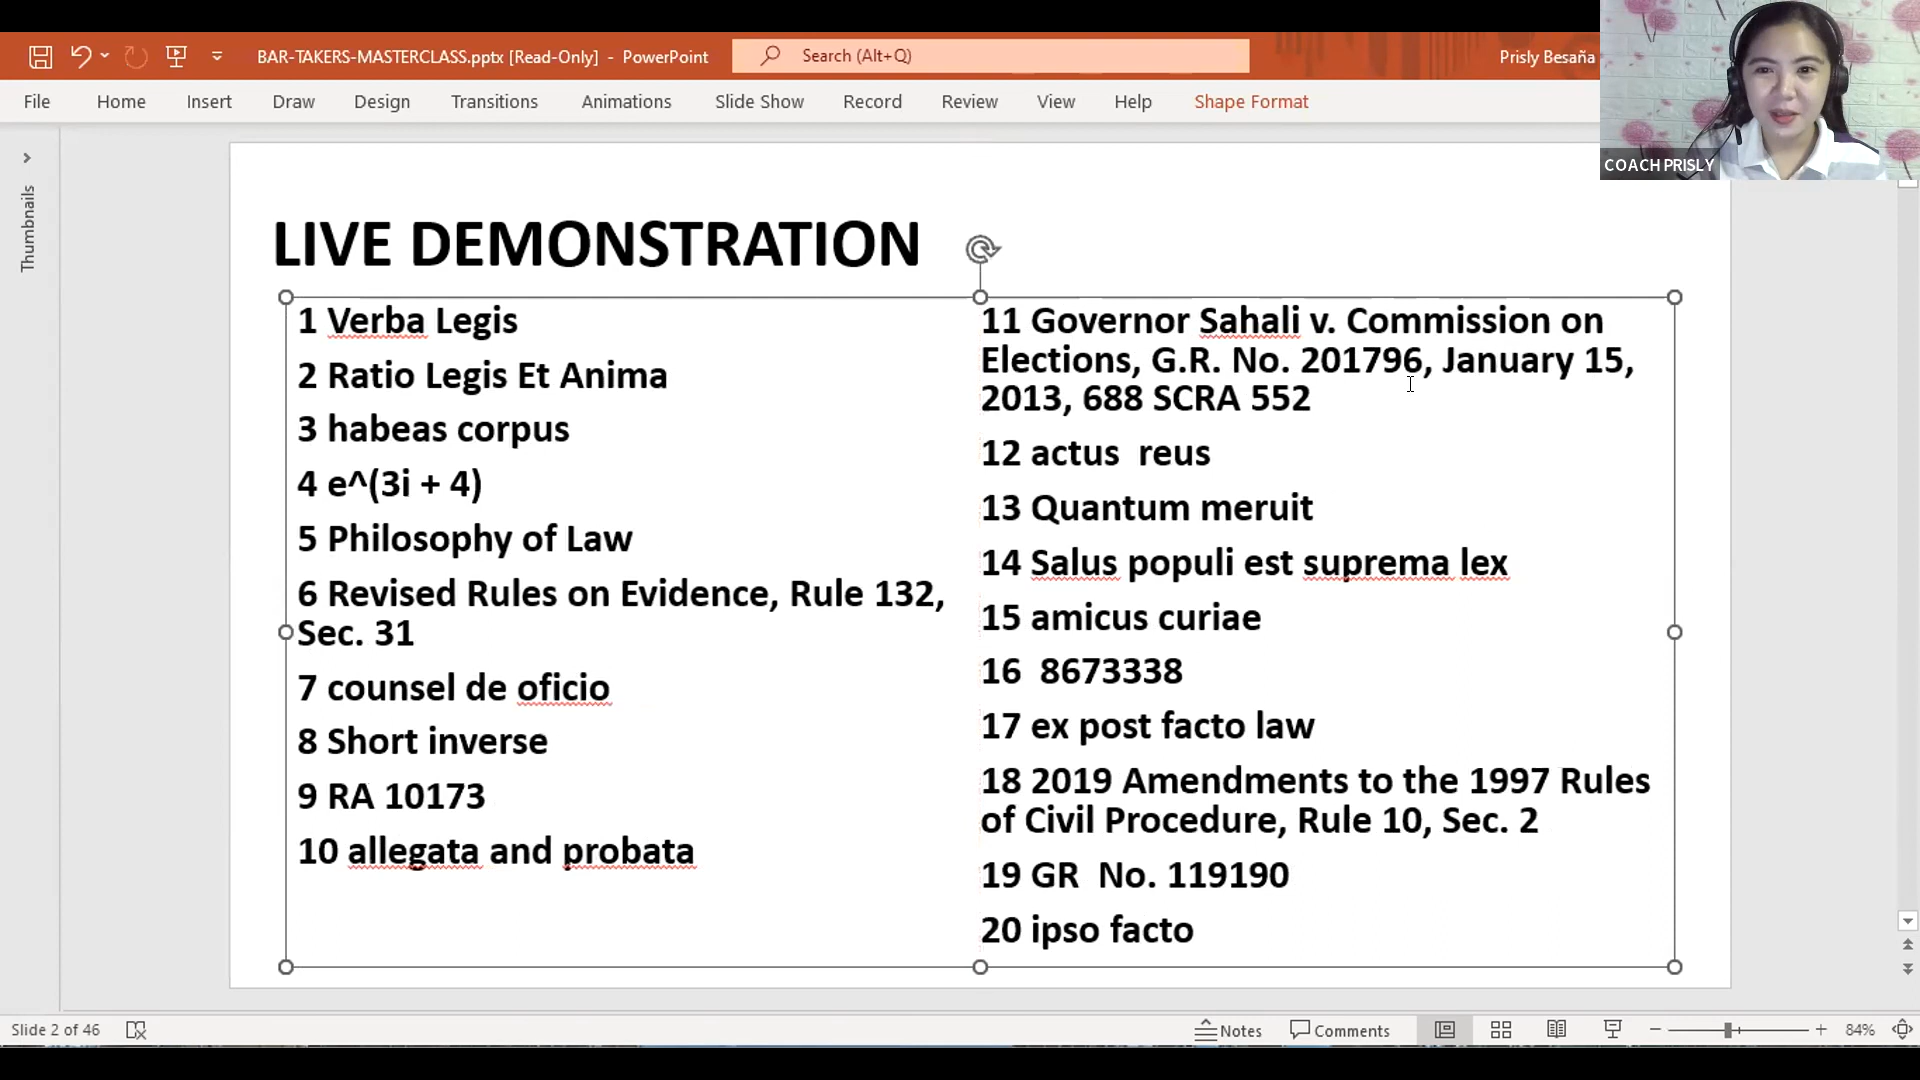 BAR-TAKERS-MASTERCLASS.pptx [Read-Only] - PowerPoint
Search (Alt+Q)
Prisly Besaña
File Home Insert Draw Design Transitions Animations Slide Show Record Review View Help Shape Format
COACH PRISLY
Thumbnails
LIVE DEMONSTRATION
1 Verba Legis
2 Ratio Legis Et Anima
3 habeas corpus
4 e^(3i + 4)
5 Philosophy of Law
6 Revised Rules on Evidence, Rule 132,
Sec. 31
7 counsel de oficio
8 Short inverse
9 RA 10173
10 allegata and probata
11 Governor Sahali v. Commission on
Elections, G.R. No. 201796, January 15,
2013, 688 SCRA 552
12 actus  reus
13 Quantum meruit
14 Salus populi est suprema lex
15 amicus curiae
16  8673338
17 ex post facto law
18 2019 Amendments to the 1997 Rules
of Civil Procedure, Rule 10, Sec. 2
19 GR  No. 119190
20 ipso facto
Slide 2 of 46
Notes
Comments
84%